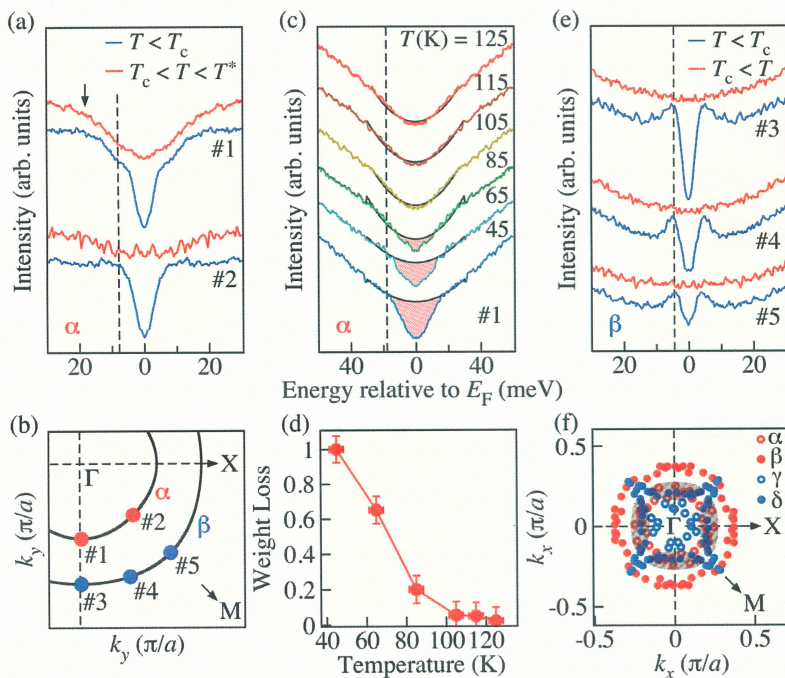 (a)
T < Tc
Tc < T < T*
#1
#2
α
Intensity (arb. units)
20 0 20
(c)
T(K) = 125
115
105
85
65
45
#1
α
Intensity (arb. units)
60 40 20 0 20 40 60
Energy relative to EF (meV)
(e)
T < Tc
Tc < T
#3
#4
#5
β
Intensity (arb. units)
20 0 20
(b)
Γ
X
α
β
#1
#2
#3
#4
#5
M
ky (π/a)
ky (π/a)
(d)
Weight Loss
1
0.8
0.6
0.4
0.2
0
40 60 80 100 120
Temperature (K)
(f)
α
β
γ
δ
Γ
X
M
0.5
0
-0.5
kx (π/a)
-0.5 0 0.5
kx (π/a)